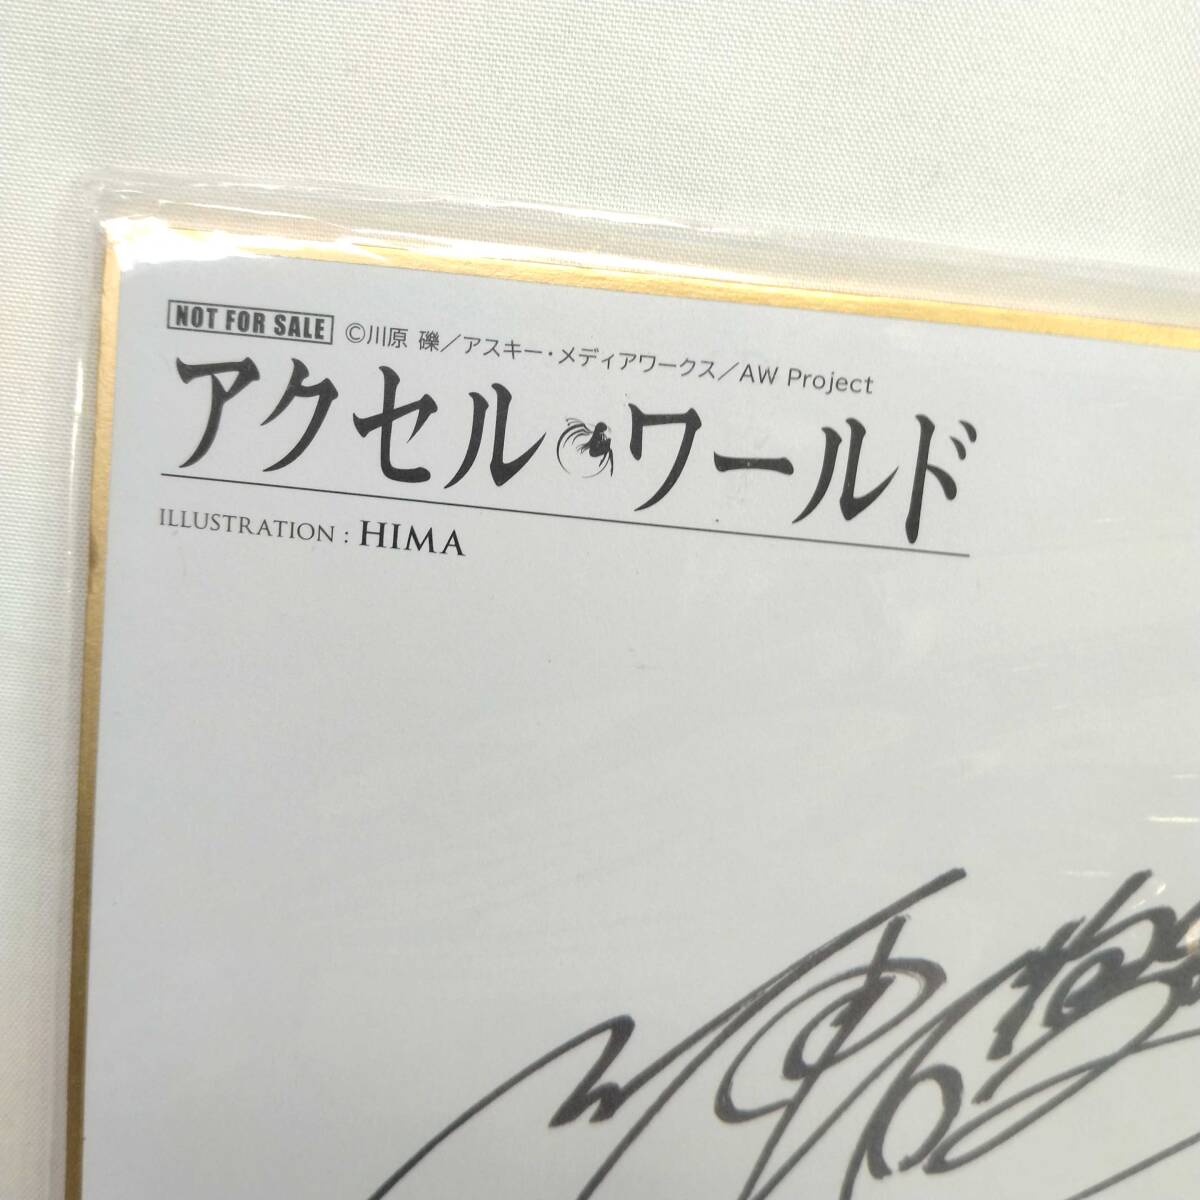 NOT FOR SALE ©川原 礫／アスキー・メディアワークス／AW Project
アクセル・ワールド
ILLUSTRATION : HIMA